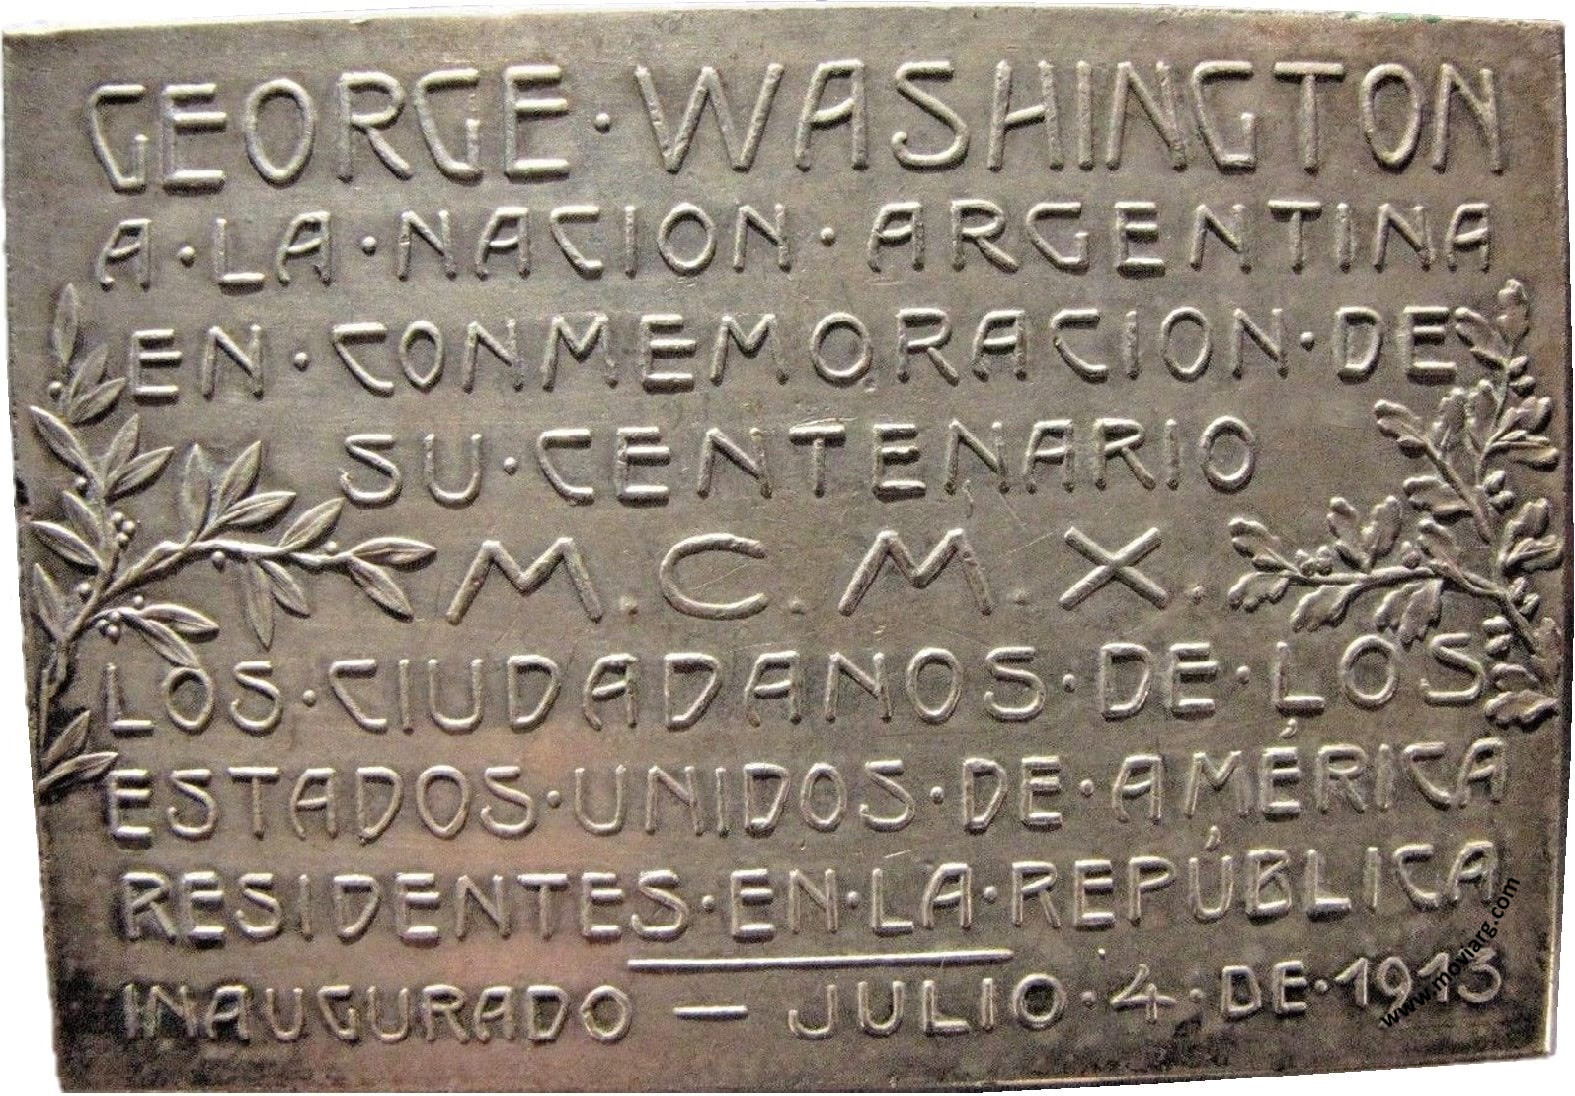 GEORGE·WASHINGTON
A·LA·NACION·ARGENTINA
EN·CONMEMORACION·DE
SU·CENTENARIO
M.C.M.X.
LOS·CIUDADANOS·DE·LOS
ESTADOS·UNIDOS·DE·AMÉRICA
RESIDENTES·EN·LA·REPÚBLICA
INAUGURADO — JULIO·4·DE·1913
www.moviarg.com